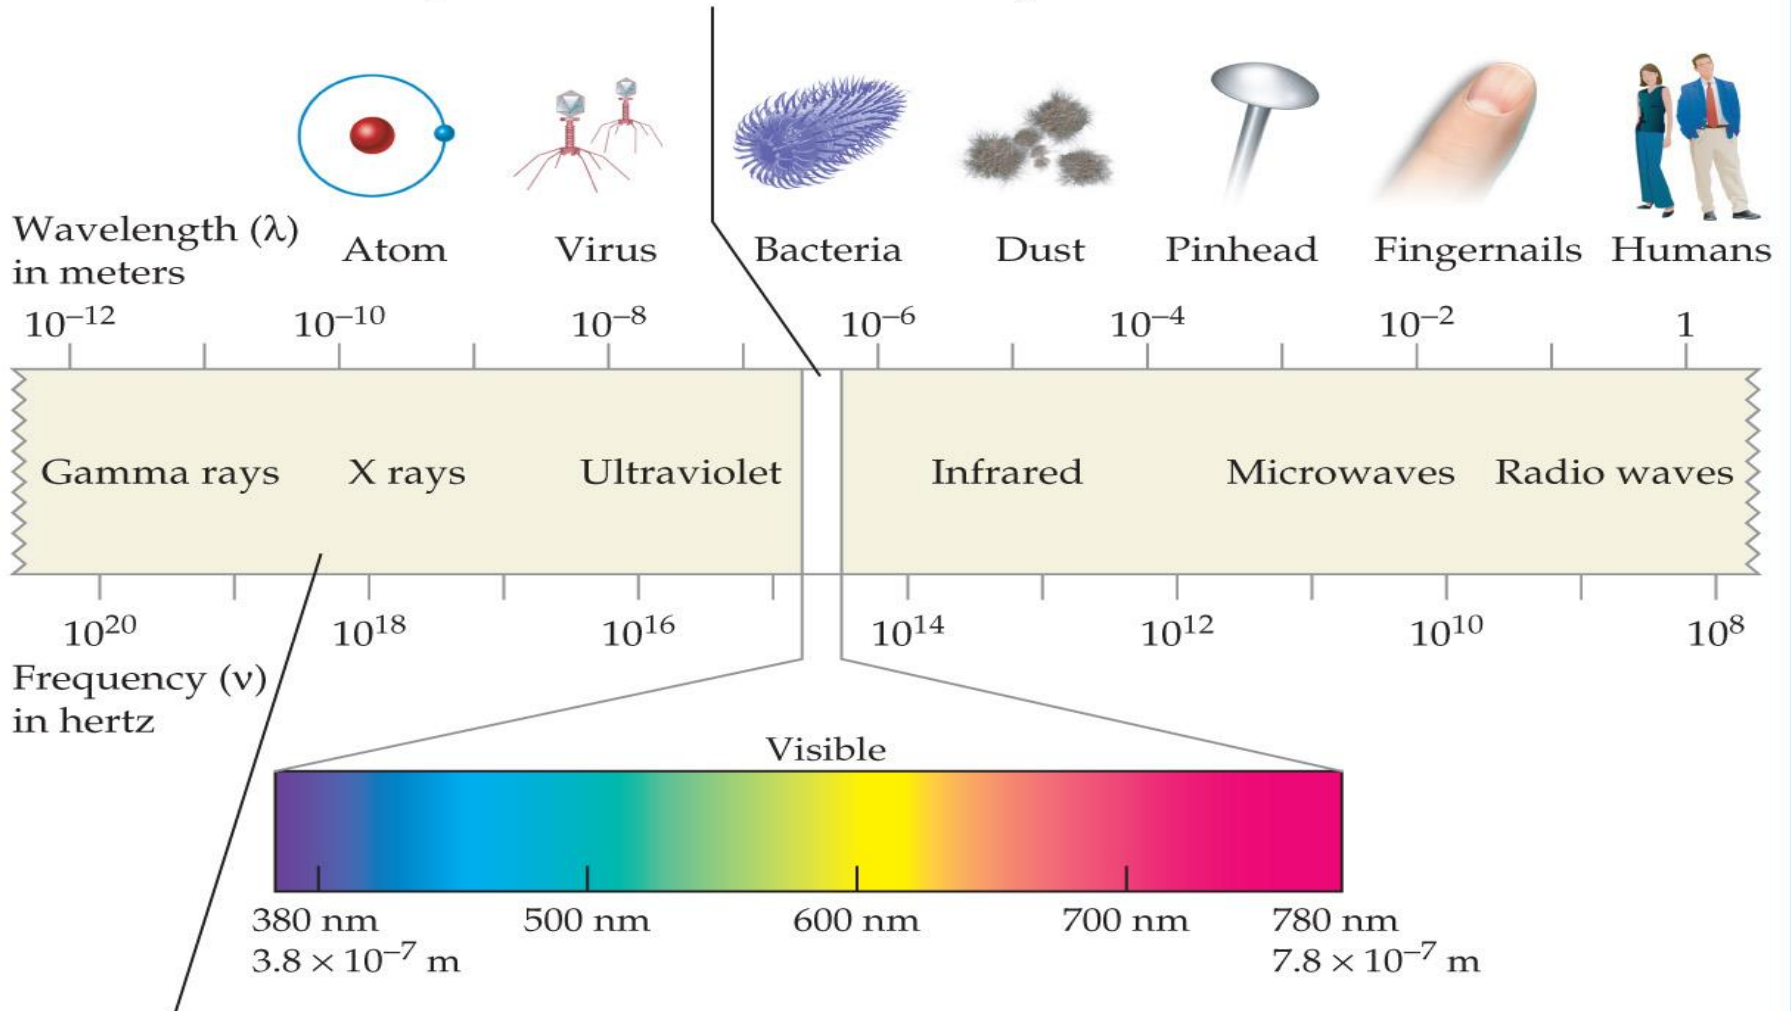 Wavelength (λ)
in meters
Atom Virus Bacteria Dust Pinhead Fingernails Humans
10⁻¹² 10⁻¹⁰ 10⁻⁸ 10⁻⁶ 10⁻⁴ 10⁻² 1
Gamma rays X rays Ultraviolet Infrared Microwaves Radio waves
10²⁰ 10¹⁸ 10¹⁶ 10¹⁴ 10¹² 10¹⁰ 10⁸
Frequency (ν)
in hertz
Visible
380 nm 500 nm 600 nm 700 nm 780 nm
3.8 × 10⁻⁷ m 7.8 × 10⁻⁷ m